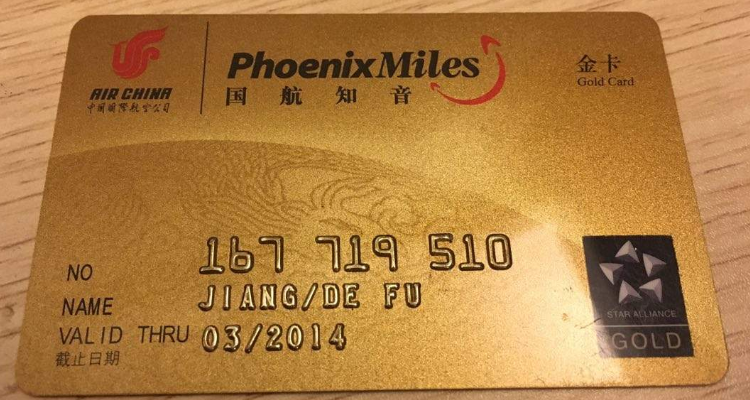 AIR CHINA
中国国际航空公司
PhoenixMiles
国航知音
金卡
Gold Card
NO 167 719 510
NAME JIANG/DE FU
VALID THRU 03/2014
截止日期
STAR ALLIANCE
GOLD